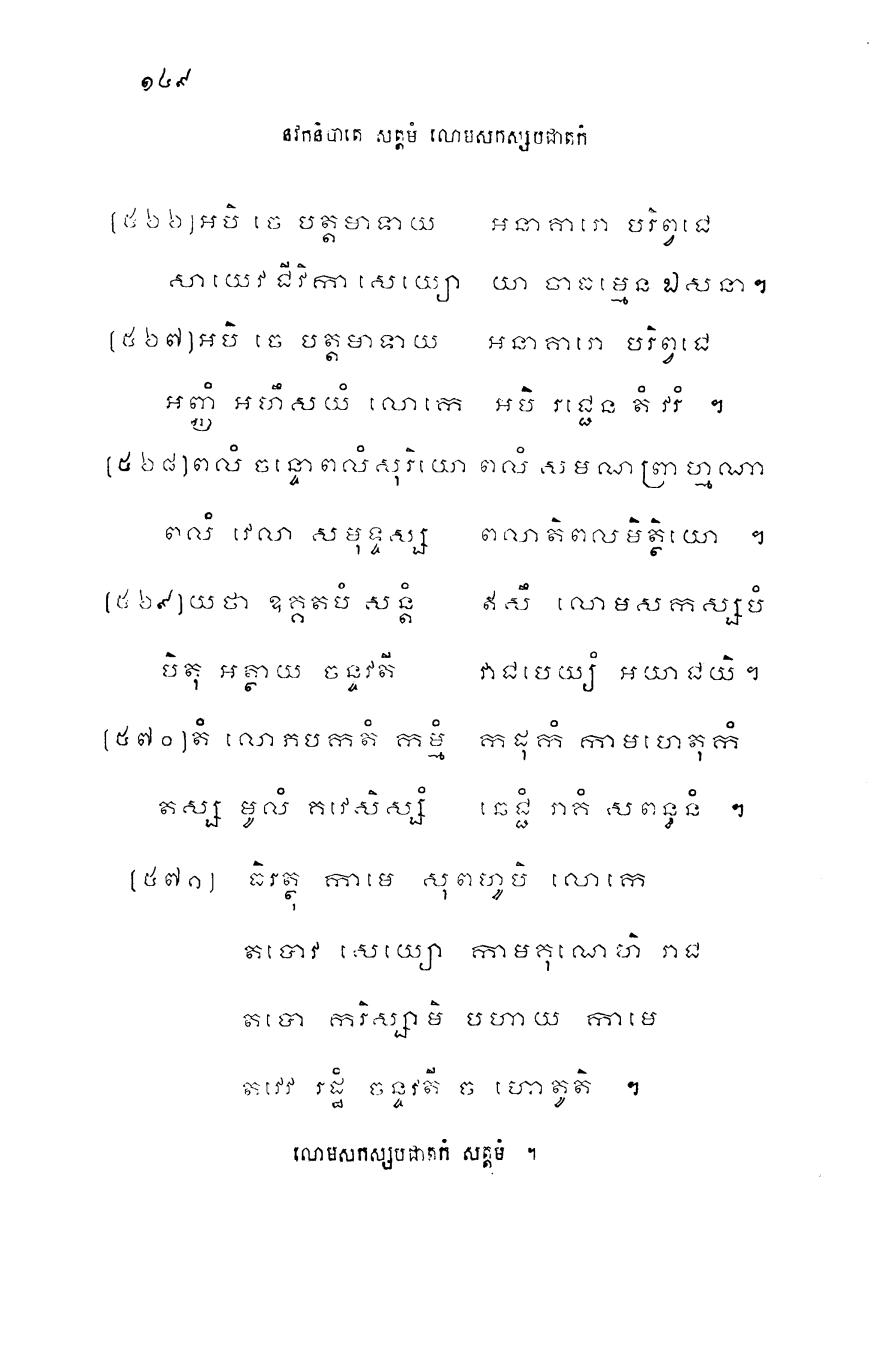 ១៤៩
នវកនិបាតេ សត្តមំ លោមសកស្សបជាតកំ
[៥៦៦] អបិ ចេ បត្តមាទាយ អនាគារោ បរិព្វជេ
សាយេវ ជីវិកា សេយ្យោ យា ចាធម្មេន ឯសនា។
[៥៦៧] អបិ ចេ បត្តមាទាយ អនាគារោ បរិព្វជេ
អញ្ញំ អហឹសយំ លោកេ អបិ រជ្ជេន តំ វរំ ។
[៥៦៨] ពលំ ចន្ទោ ពលំ សុរិយោ ពលំ សមណព្រាហ្មណា
ពលំ វេលា សមុទ្ទស្ស ពលាតិពលមិត្ថិយោ ។
[៥៦៩] យថា ឧគ្គតបំ សន្តំ ឥសឹ លោមសកស្សបំ
បិតុ អត្ថាយ ចន្ទវតី វាជបេយ្យំ អយាជយិ។
[៥៧០] តំ លោភបកតំ កម្មំ កដុកំ កាមហេតុកំ
តស្ស មូលំ គវេសិស្សំ ឆេជ្ជំ រាគំ សពន្ធនំ ។
[៥៧១] ធិរត្ថុ កាមេ សុពហូបិ លោកេ
តបោវ សេយ្យោ កាមគុណេហិ រាជ
តបោ ករិស្សាមិ បហាយ កាមេ
តវេវ រដ្ឋំ ចន្ទវតី ច ហោតូតិ ។
លោមសកស្សបជាតកំ សត្តមំ ។